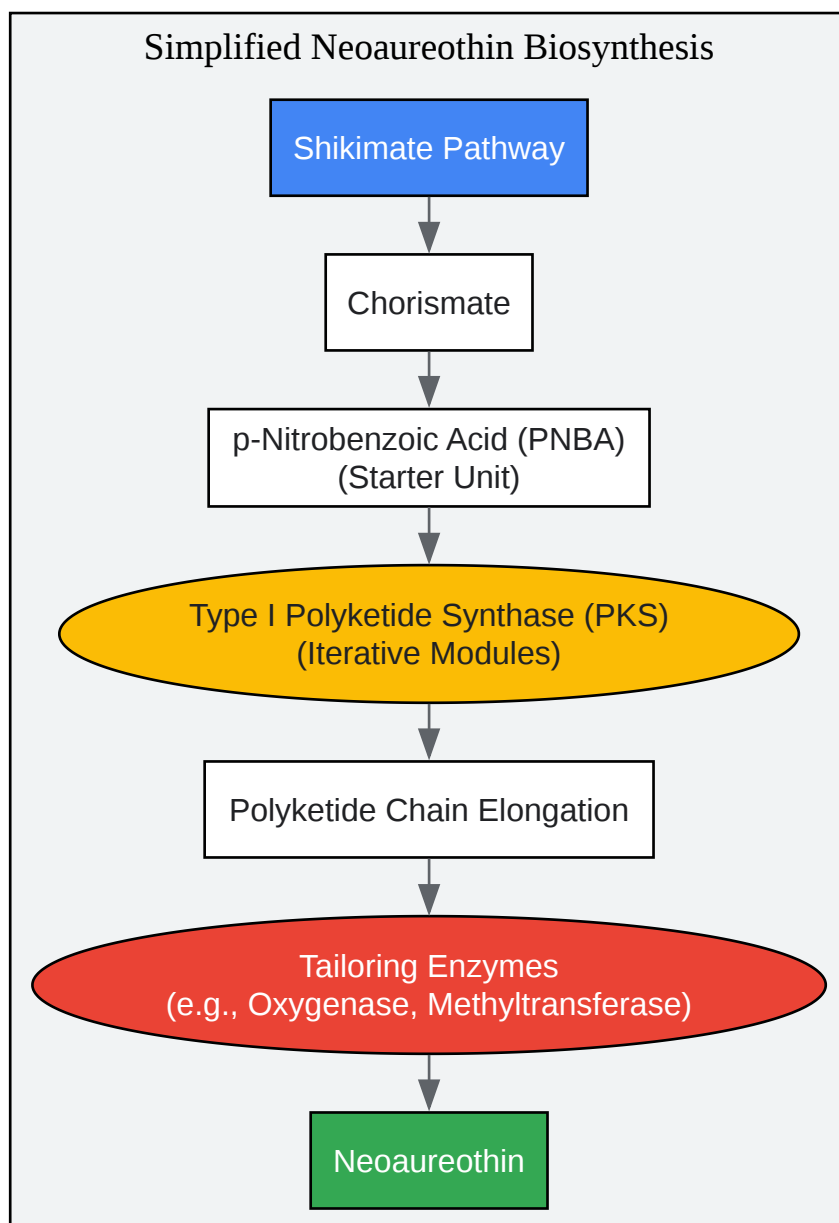 Simplified Neoaureothin Biosynthesis
Shikimate Pathway
Chorismate
p-Nitrobenzoic Acid (PNBA)
(Starter Unit)
Type I Polyketide Synthase (PKS)
(Iterative Modules)
Polyketide Chain Elongation
Tailoring Enzymes
(e.g., Oxygenase, Methyltransferase)
Neoaureothin